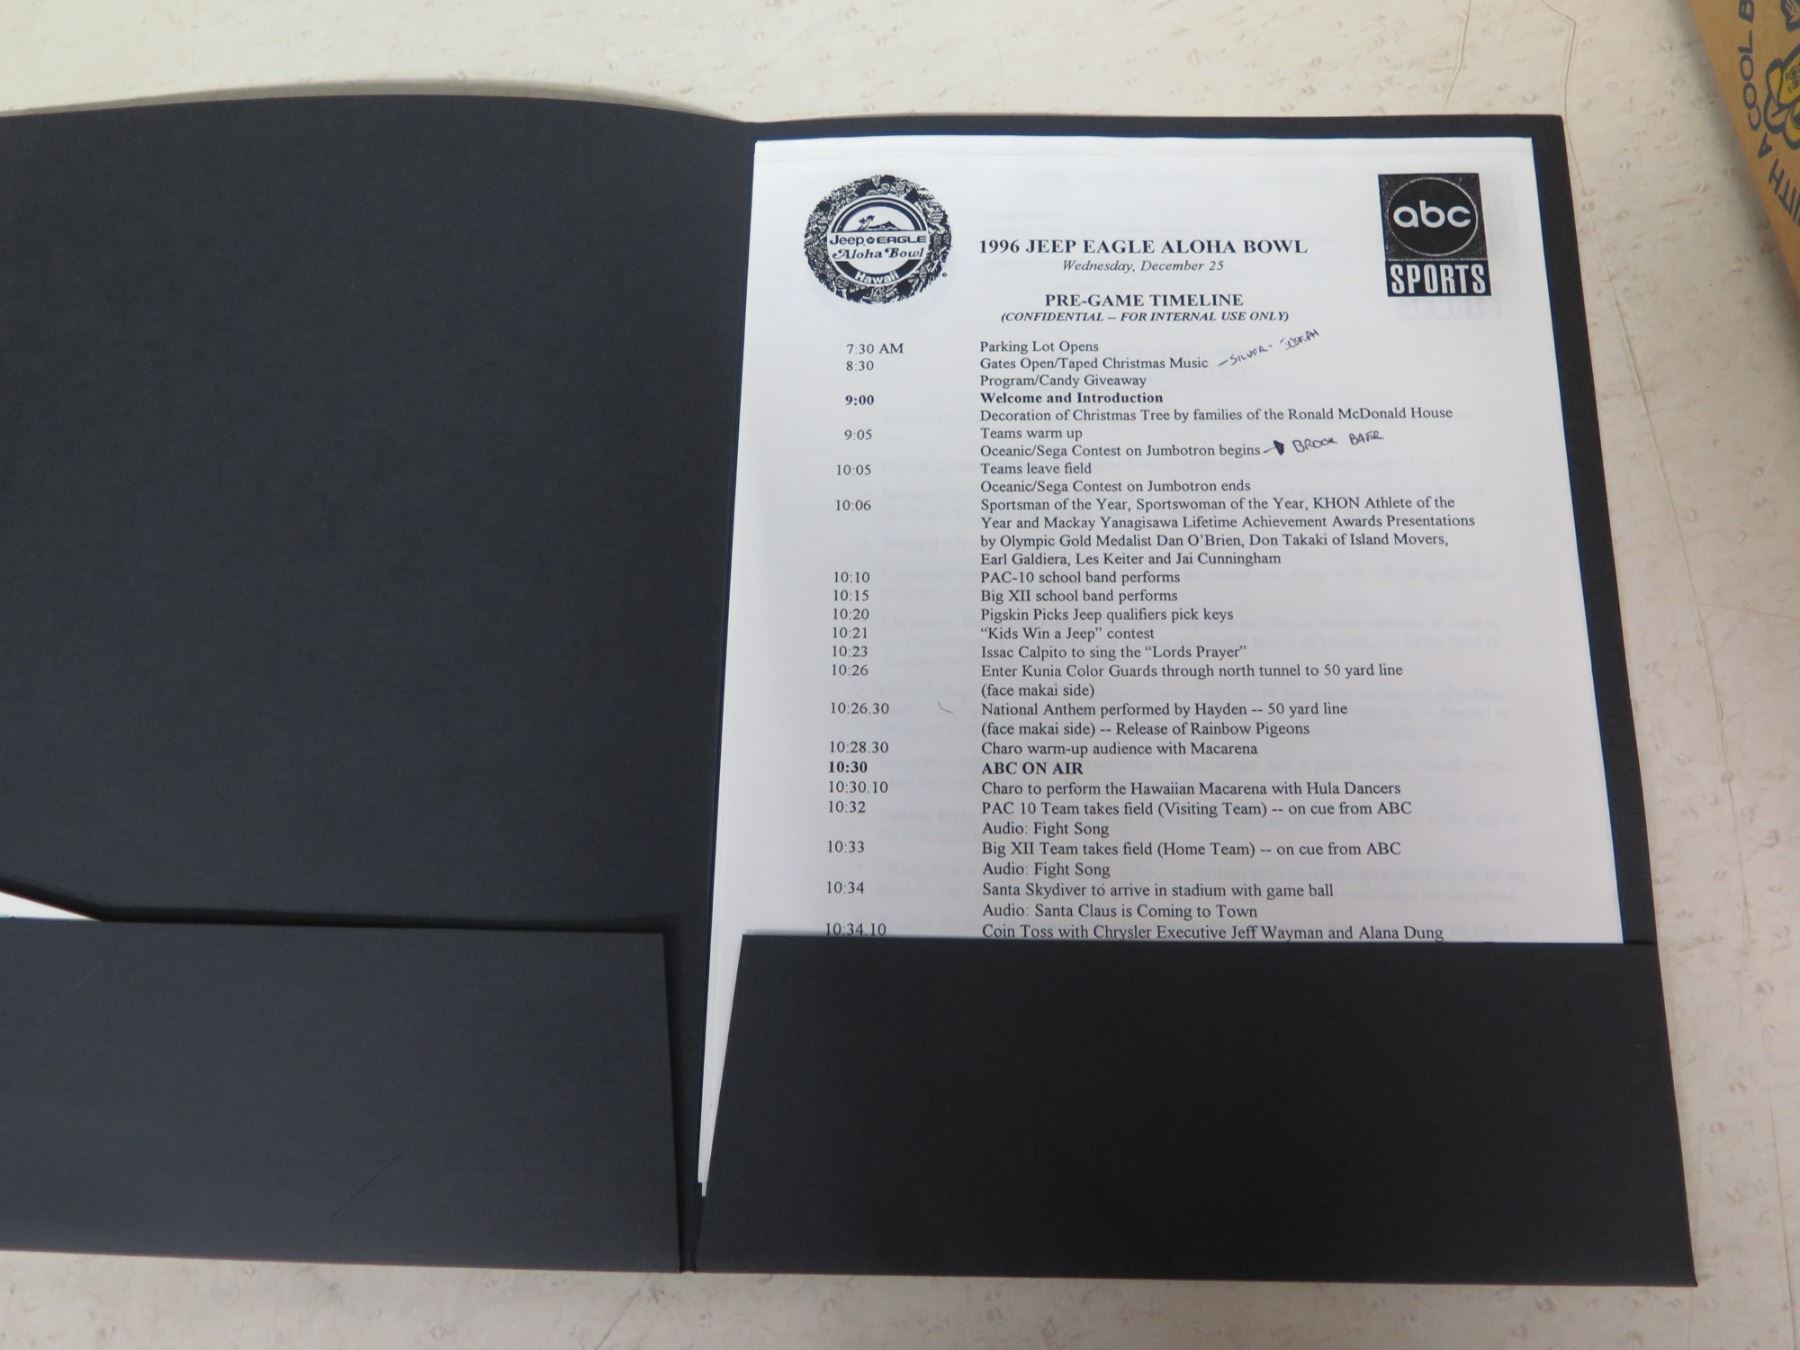 WITH A COOL B
Jeep EAGLE
Aloha Bowl
Hawaii
abc
SPORTS
1996 JEEP EAGLE ALOHA BOWL
Wednesday, December 25
PRE-GAME TIMELINE
(CONFIDENTIAL – FOR INTERNAL USE ONLY)
7:30 AM Parking Lot Opens
8:30 Gates Open/Taped Christmas Music – SILVER -
Program/Candy Giveaway
9:00 Welcome and Introduction
Decoration of Christmas Tree by families of the Ronald McDonald House
9:05 Teams warm up
Oceanic/Sega Contest on Jumbotron begins BROOK BAER
10:05 Teams leave field
Oceanic/Sega Contest on Jumbotron ends
10:06 Sportsman of the Year, Sportswoman of the Year, KHON Athlete of the
Year and Mackay Yanagisawa Lifetime Achievement Awards Presentations
by Olympic Gold Medalist Dan O'Brien, Don Takaki of Island Movers,
Earl Galdiera, Les Keiter and Jai Cunningham
10:10 PAC-10 school band performs
10:15 Big XII school band performs
10:20 Pigskin Picks Jeep qualifiers pick keys
10:21 "Kids Win a Jeep" contest
10:23 Issac Calpito to sing the "Lords Prayer"
10:26 Enter Kunia Color Guards through north tunnel to 50 yard line
(face makai side)
10:26.30 National Anthem performed by Hayden -- 50 yard line
(face makai side) -- Release of Rainbow Pigeons
10:28.30 Charo warm-up audience with Macarena
10:30 ABC ON AIR
10:30.10 Charo to perform the Hawaiian Macarena with Hula Dancers
10:32 PAC 10 Team takes field (Visiting Team) -- on cue from ABC
Audio: Fight Song
10:33 Big XII Team takes field (Home Team) -- on cue from ABC
Audio: Fight Song
10:34 Santa Skydiver to arrive in stadium with game ball
Audio: Santa Claus is Coming to Town
10:34.10 Coin Toss with Chrysler Executive Jeff Wayman and Alana Dung